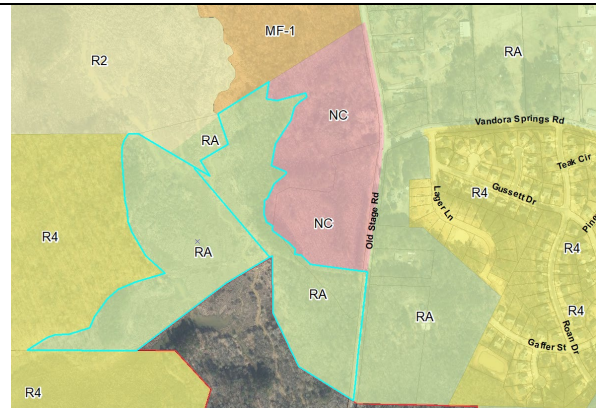 MF-1
R2
RA
NC
Vandora Springs Rd
RA
Teak Cir
Gussett Dr
R4
Lager Ln
Pine
NC
Old Stage Rd
R4
R4
RA
RA
RA
R4
Roan Dr
Gaffer St
R4